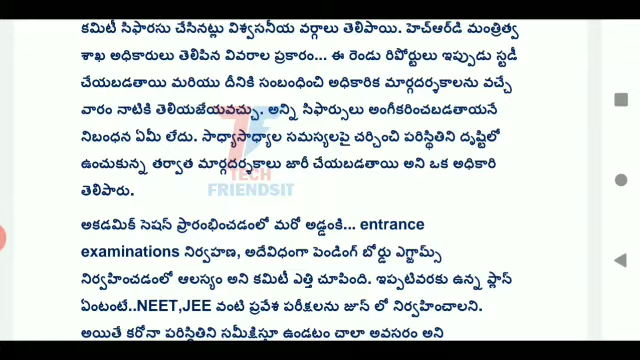 కమిటీ సిఫారసు చేసినట్లు విశ్వసనీయ వర్గాలు తెలిపాయి. హెచ్ఆర్డి మంత్రిత్వ
శాఖ అధికారులు తెలిపిన వివరాల ప్రకారం... ఈ రెండు రిపోర్టులు ఇప్పుడు స్టడీ
చేయబడతాయి మరియు దీనికి సంబంధించి అధికారిక మార్గదర్శకాలను వచ్చే
వారం నాటికి తెలియజేయవచ్చు. అన్ని సిఫార్సులు అంగీకరించబడతాయనే
నిబంధన ఏమీ లేదు. సాధ్యాసాధ్యాల సమస్యలపై చర్చించి పరిస్థితిని దృష్టిలో
ఉంచుకున్న తర్వాత మార్గదర్శకాలు జారీ చేయబడతాయి అని ఒక అధికారి
తెలిపారు.
TECH
FRIENDSIT
అకడమిక్ సెషన్ ప్రారంభించడంలో మరో అడ్డంకి... entrance
examinations నిర్వహణ, అదేవిధంగా పెండింగ్ బోర్డు ఎగ్జామ్స్
నిర్వహించడంలో ఆలస్యం అని కమిటీ ఎత్తి చూపింది. ఇప్పటివరకు ఉన్న ప్లాన్
ఏంటంటే..NEET,JEE వంటి ప్రవేశ పరీక్షలను జూన్ లో నిర్వహించాలని.
అయితే కరోనా పరిస్థితిని సమీక్షిస్తూ ఉండటం చాలా అవసరం అని